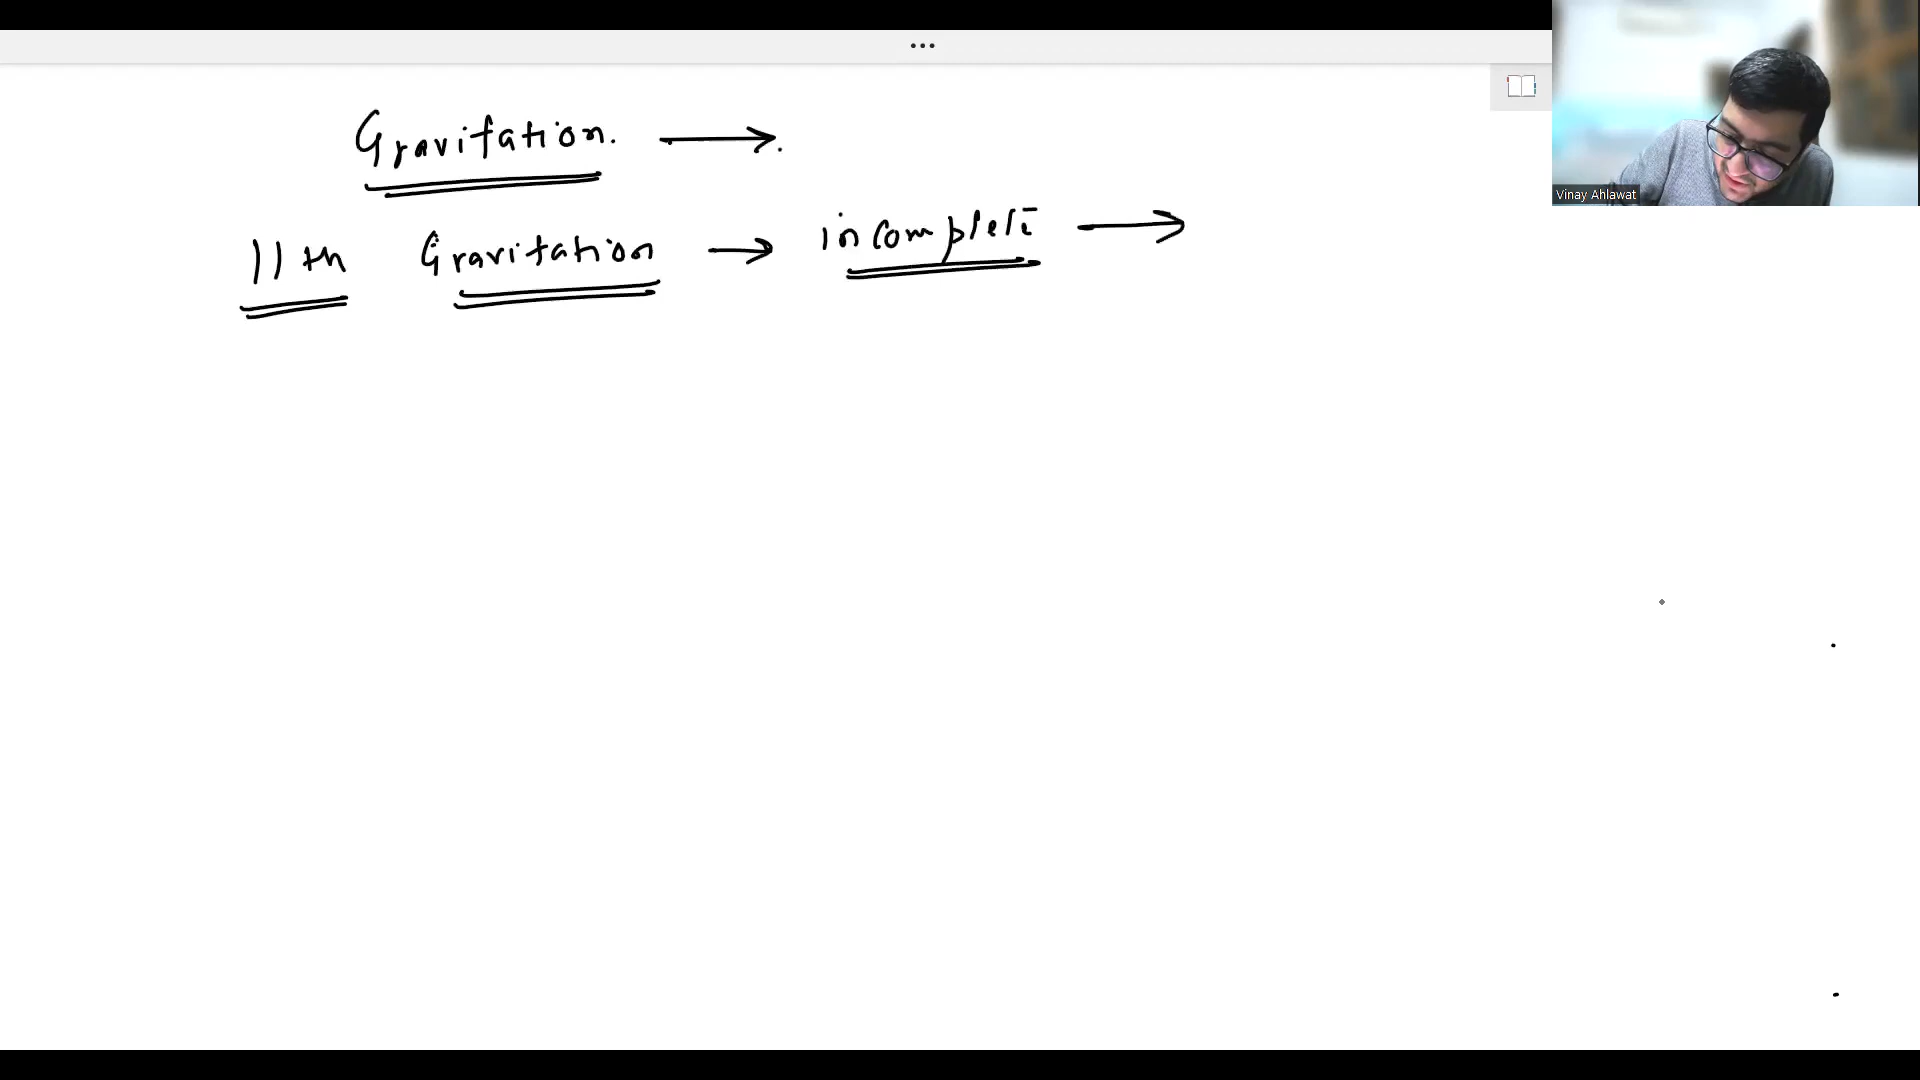 Gravitation. →
11th Gravitation → incomplete →
Vinay Ahlawat